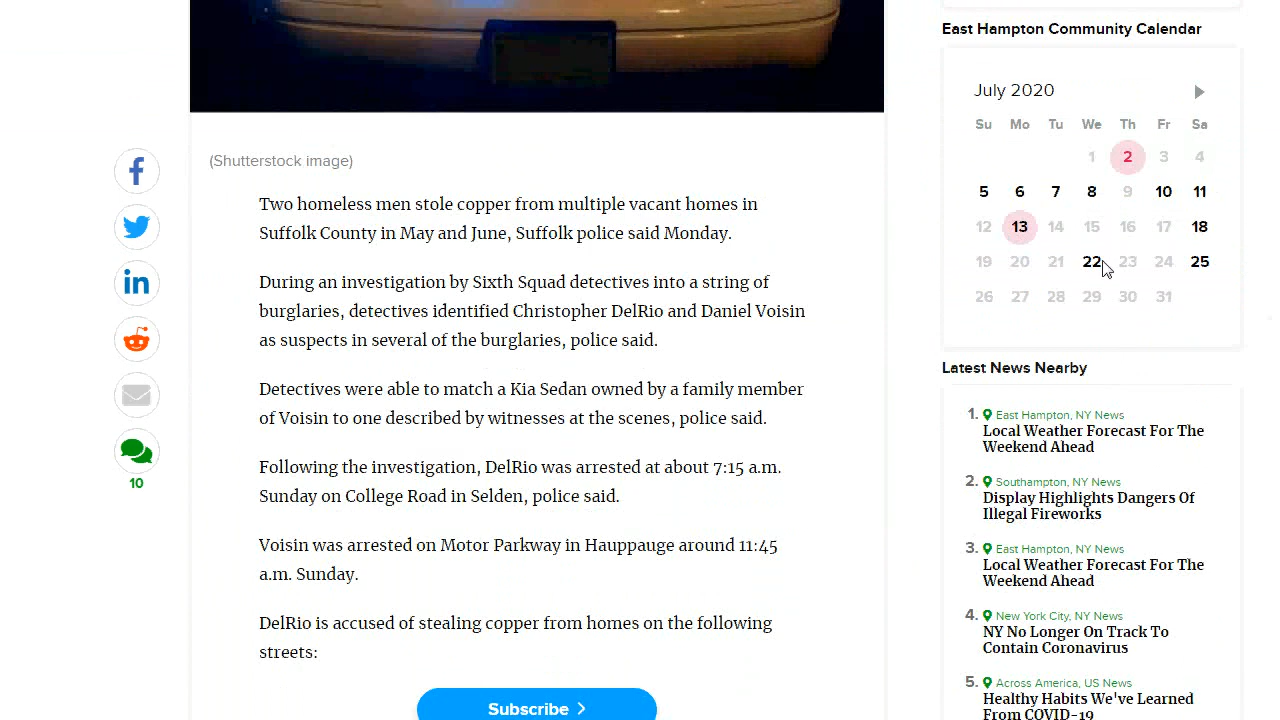 (Shutterstock image)
Two homeless men stole copper from multiple vacant homes in
Suffolk County in May and June, Suffolk police said Monday.
During an investigation by Sixth Squad detectives into a string of
burglaries, detectives identified Christopher DelRio and Daniel Voisin
as suspects in several of the burglaries, police said.
Detectives were able to match a Kia Sedan owned by a family member
of Voisin to one described by witnesses at the scenes, police said.
Following the investigation, DelRio was arrested at about 7:15 a.m.
Sunday on College Road in Selden, police said.
Voisin was arrested on Motor Parkway in Hauppauge around 11:45
a.m. Sunday.
DelRio is accused of stealing copper from homes on the following
streets:
Subscribe
10
East Hampton Community Calendar
July 2020
Su Mo Tu We Th Fr Sa
1 2 3 4
5 6 7 8 9 10 11
12 13 14 15 16 17 18
19 20 21 22 23 24 25
26 27 28 29 30 31
Latest News Nearby
1. East Hampton, NY News
Local Weather Forecast For The
Weekend Ahead
2. Southampton, NY News
Display Highlights Dangers Of
Illegal Fireworks
3. East Hampton, NY News
Local Weather Forecast For The
Weekend Ahead
4. New York City, NY News
NY No Longer On Track To
Contain Coronavirus
5. Across America, US News
Healthy Habits We've Learned
From COVID-19